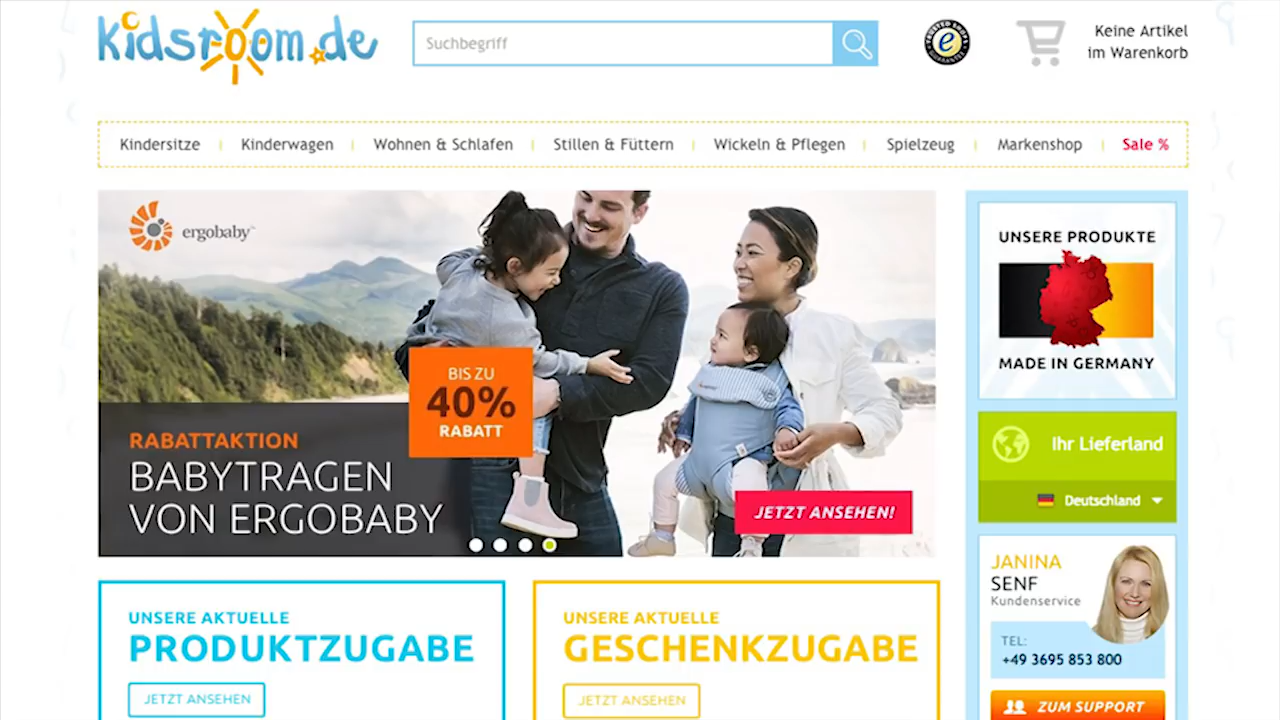 kidsroom.de
Suchbegriff
TRUSTED SHOPS
GUARANTEE
e
Keine Artikel
im Warenkorb
Kindersitze
Kinderwagen
Wohnen & Schlafen
Stillen & Füttern
Wickeln & Pflegen
Spielzeug
Markenshop
Sale %
ergobaby
BIS ZU
40%
RABATT
RABATTAKTION
BABYTRAGEN
VON ERGOBABY
JETZT ANSEHEN!
UNSERE PRODUKTE
MADE IN GERMANY
Ihr Lieferland
Deutschland
JANINA
SENF
Kundenservice
TEL:
+49 3695 853 800
ZUM SUPPORT
UNSERE AKTUELLE
PRODUKTZUGABE
JETZT ANSEHEN
UNSERE AKTUELLE
GESCHENKZUGABE
JETZT ANSEHEN